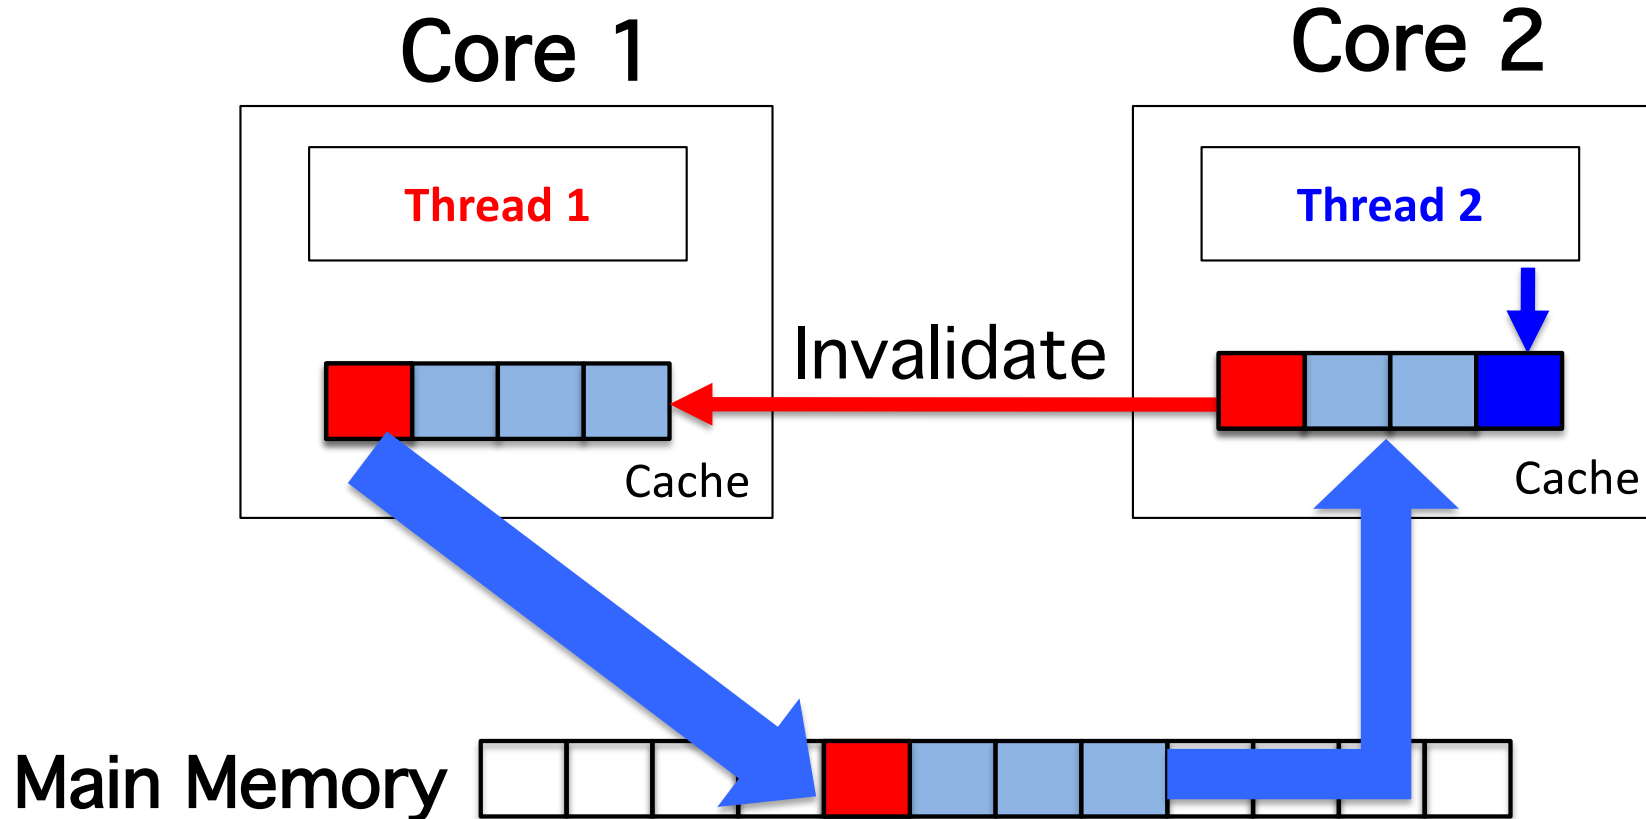 Core 1
Core 2
Thread 1
Thread 2
Invalidate
Cache
Cache
Main Memory